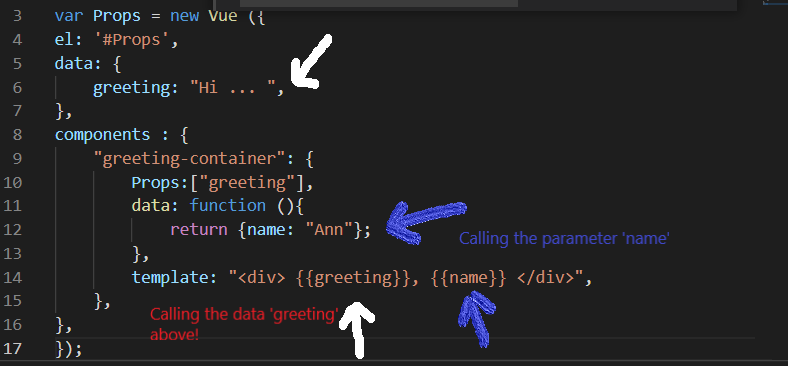 3 var Props = new Vue ({
4 el: '#Props',
5 data: {
6 greeting: "Hi ... ",
7 },
8 components : {
9 "greeting-container": {
10 Props:["greeting"],
11 data: function (){
12 return {name: "Ann"};
Calling the parameter 'name'
13 },
14 template: "<div> {{greeting}}, {{name}} </div>",
15 },
Calling the data 'greeting'
16 },
above!
17 });